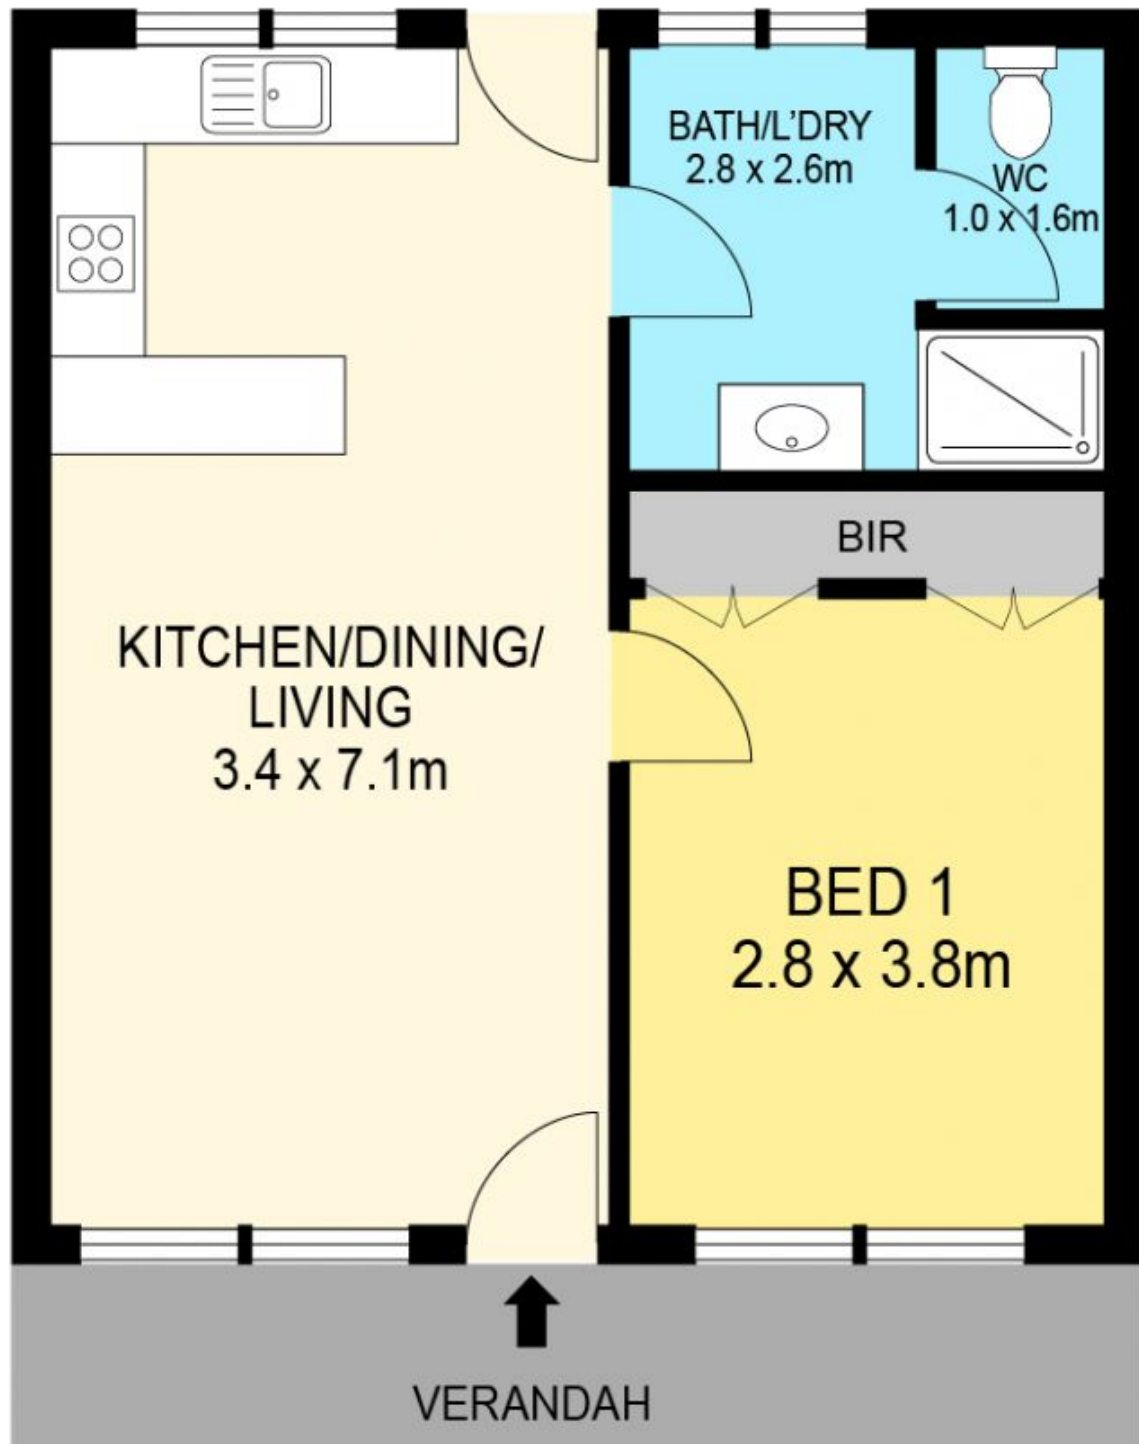 BATH/L'DRY
2.8 x 2.6m
WC
1.0 x 1.6m
BIR
KITCHEN/DINING/
LIVING
3.4 x 7.1m
BED 1
2.8 x 3.8m
VERANDAH